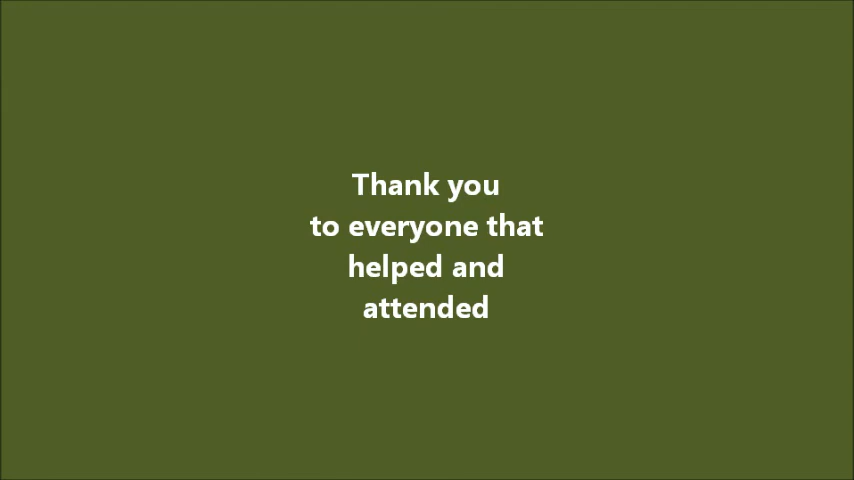 Thank you
to everyone that
helped and
attended